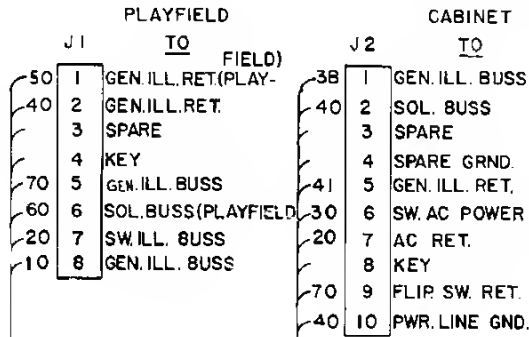 PLAYFIELD
J1 TO
50 1 GEN. ILL. RET. (PLAY-
FIELD)
40 2 GEN. ILL. RET.
3 SPARE
4 KEY
70 5 GEN. ILL. BUSS
60 6 SOL. BUSS (PLAYFIELD
20 7 SW. ILL. BUSS
10 8 GEN. ILL. BUSS
CABINET
J2 TO
38 1 GEN. ILL. BUSS
40 2 SOL. BUSS
3 SPARE
4 SPARE GRND.
41 5 GEN. ILL. RET.
30 6 SW. AC POWER
20 7 AC RET.
8 KEY
70 9 FLIP. SW. RET.
40 10 PWR. LINE GND.